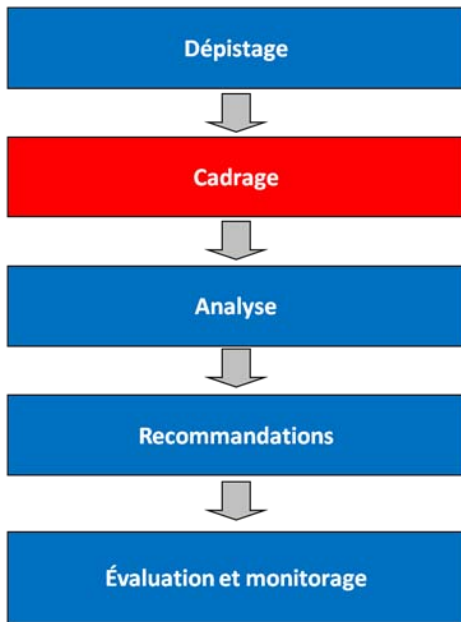 Dépistage
Cadrage
Analyse
Recommandations
Évaluation et monitorage